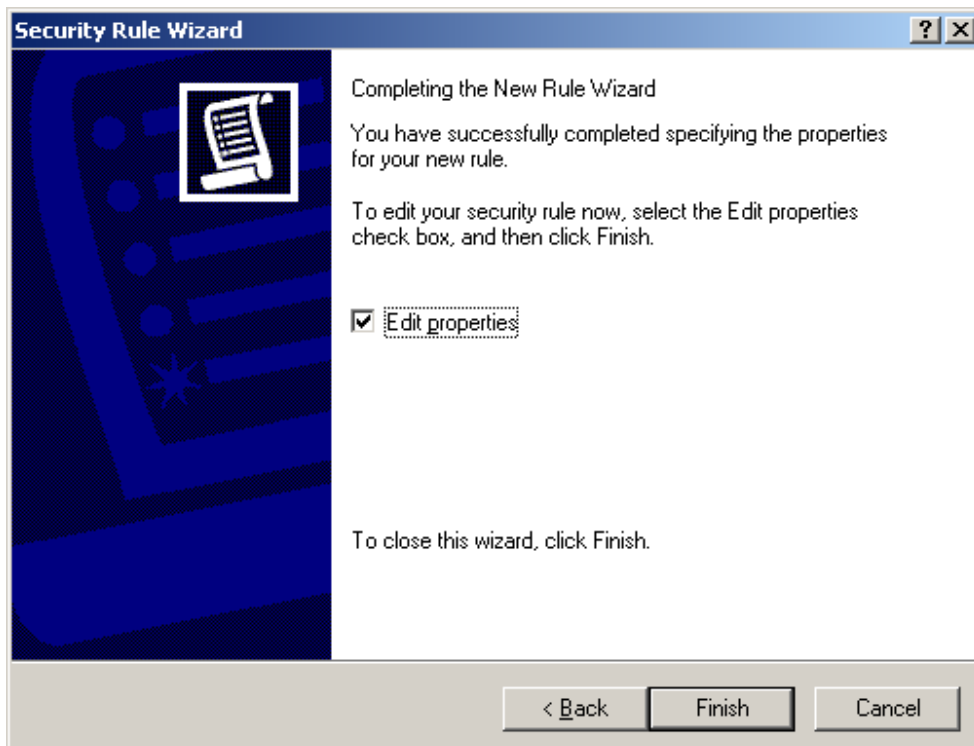 Security Rule Wizard
Completing the New Rule Wizard
You have successfully completed specifying the properties
for your new rule.
To edit your security rule now, select the Edit properties
check box, and then click Finish.
Edit properties
To close this wizard, click Finish.
< Back
Finish
Cancel